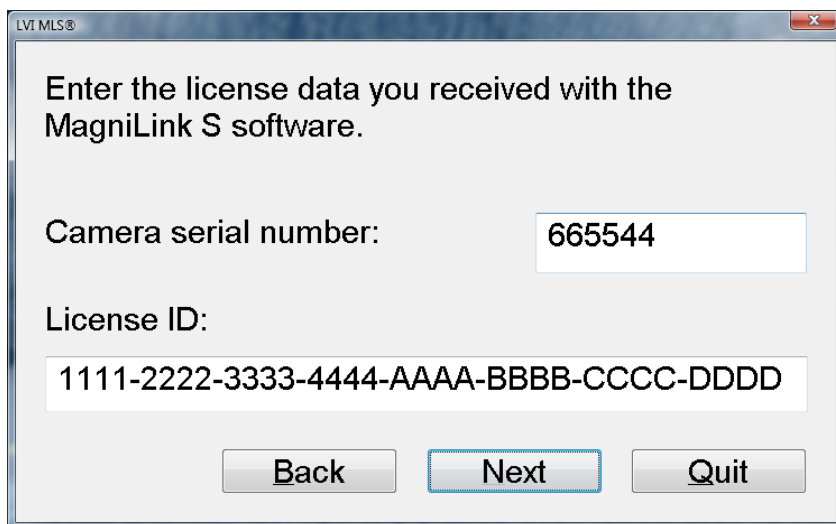 LVI MLS®
Enter the license data you received with the
MagniLink S software.
Camera serial number:
665544
License ID:
1111-2222-3333-4444-AAAA-BBBB-CCCC-DDDD
Back
Next
Quit